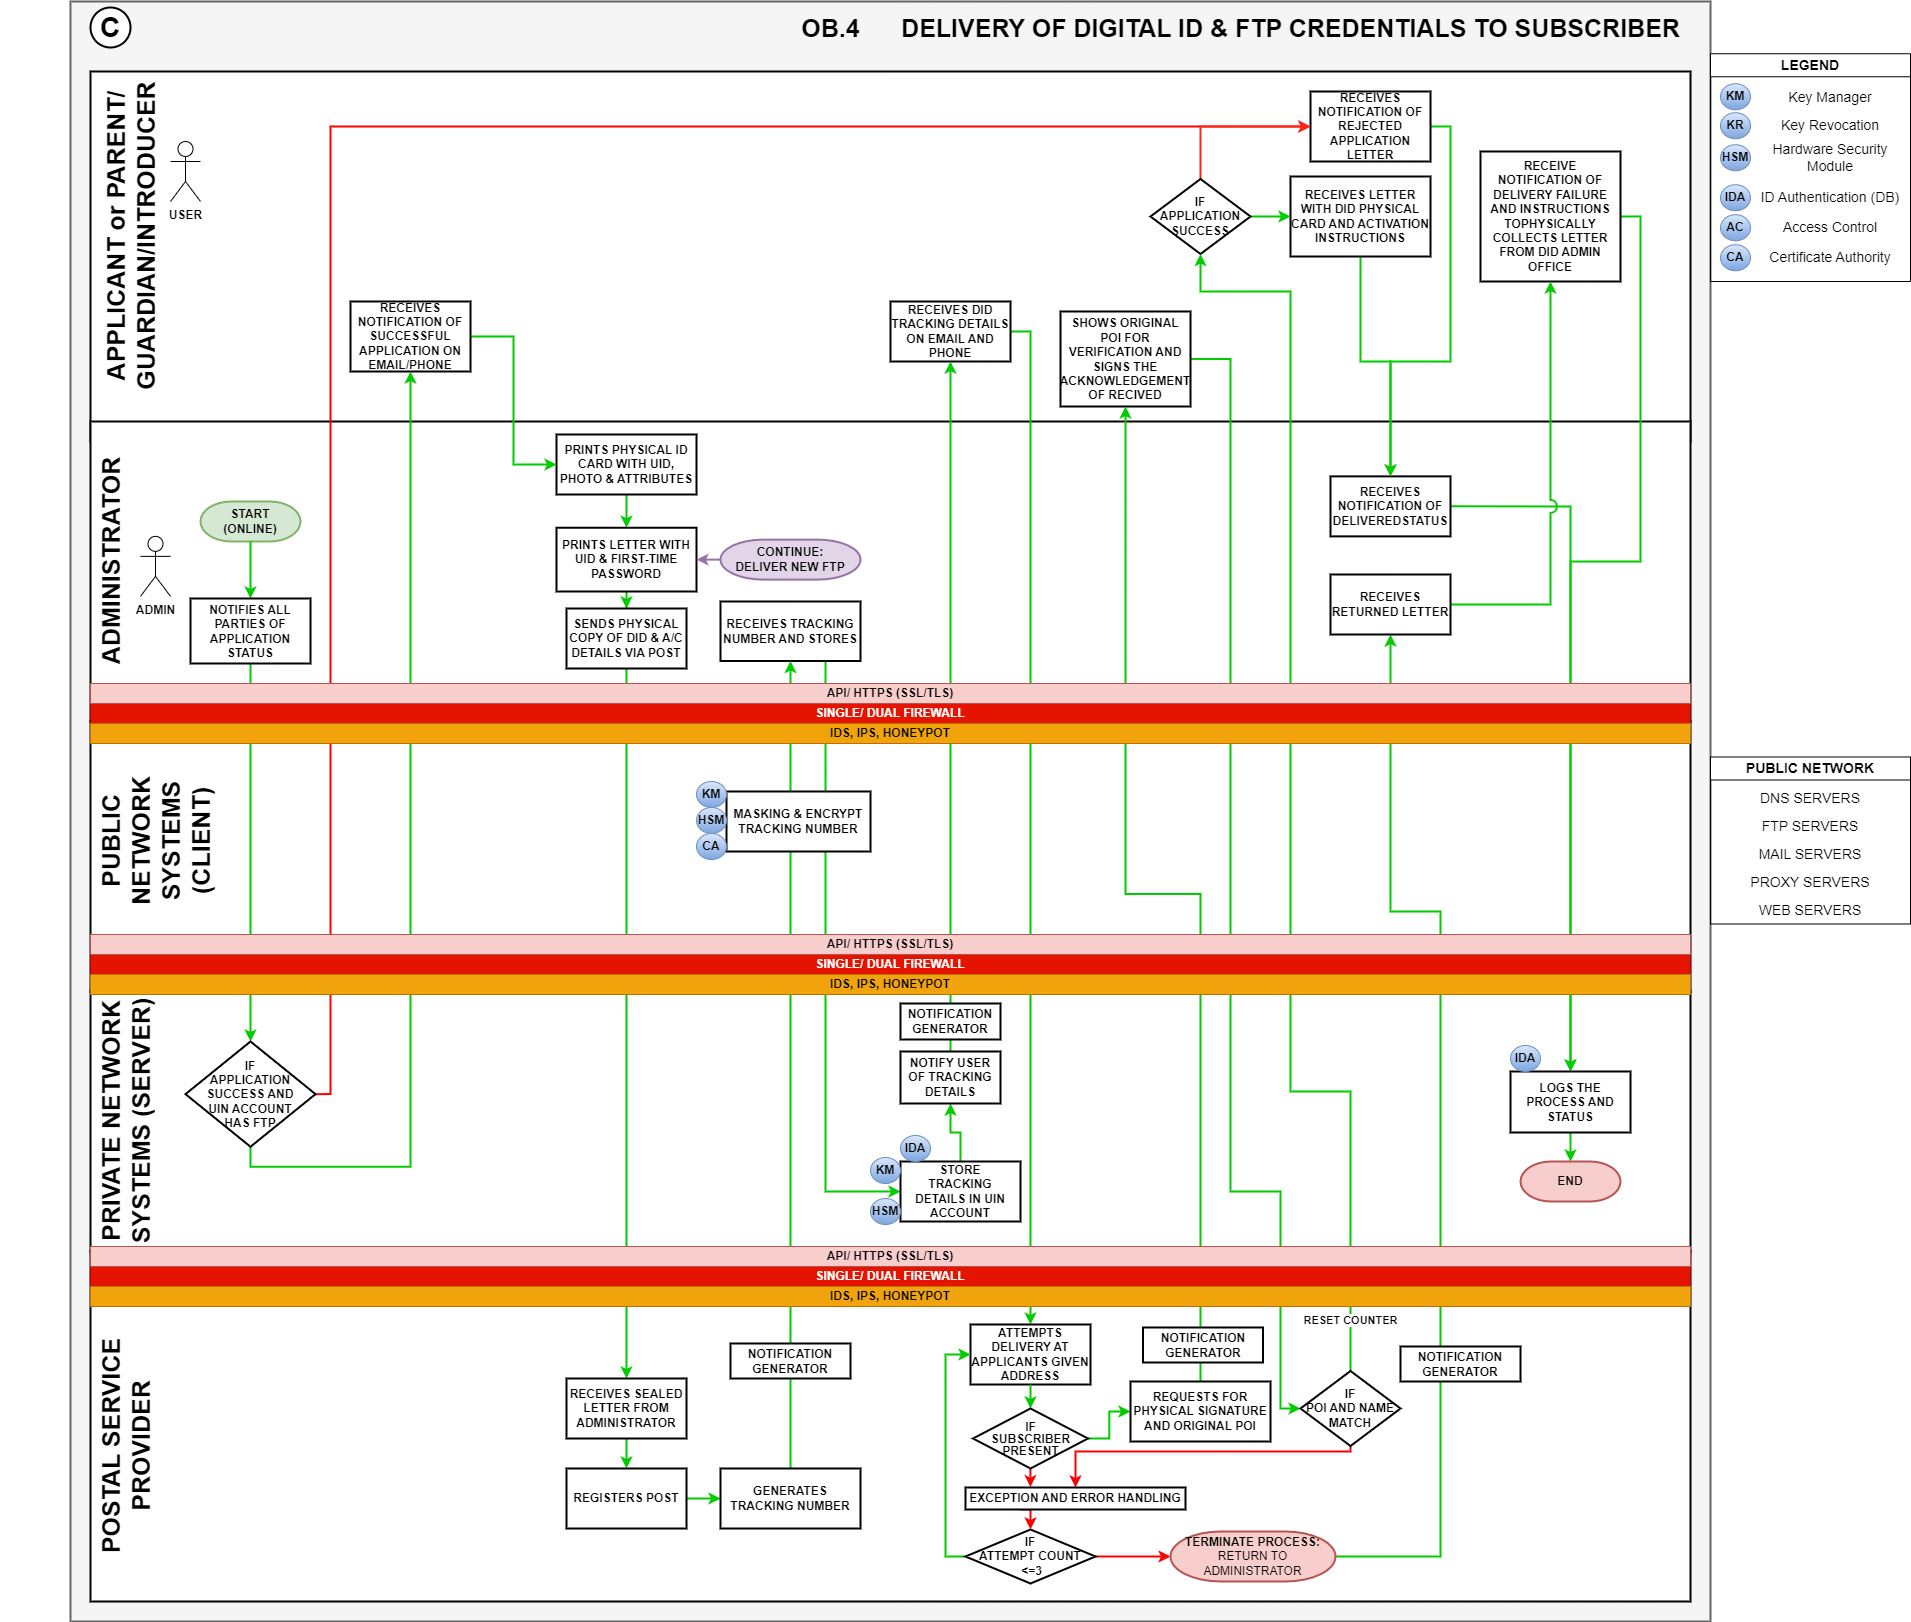 C
OB.4 DELIVERY OF DIGITAL ID & FTP CREDENTIALS TO SUBSCRIBER
LEGEND
KM Key Manager
KR Key Revocation
HSM Hardware Security
Module
IDA ID Authentication (DB)
AC Access Control
CA Certificate Authority
APPLICANT or PARENT/
GUARDIAN/INTRODUCER
USER
RECEIVES
NOTIFICATION OF
REJECTED
APPLICATION
LETTER
IF
APPLICATION
SUCCESS
RECEIVES LETTER
WITH DID PHYSICAL
CARD AND ACTIVATION
INSTRUCTIONS
RECEIVE
NOTIFICATION OF
DELIVERY FAILURE
AND INSTRUCTIONS
TOPHYSICALLY
COLLECTS LETTER
FROM DID ADMIN
OFFICE
RECEIVES
NOTIFICATION OF
SUCCESSFUL
APPLICATION ON
EMAIL/PHONE
RECEIVES DID
TRACKING DETAILS
ON EMAIL AND
PHONE
SHOWS ORIGINAL
POI FOR
VERIFICATION AND
SIGNS THE
ACKNOWLEDGEMENT
OF RECIVED
ADMINISTRATOR
ADMIN
START
(ONLINE)
NOTIFIES ALL
PARTIES OF
APPLICATION
STATUS
PRINTS PHYSICAL ID
CARD WITH UID,
PHOTO & ATTRIBUTES
PRINTS LETTER WITH
UID & FIRST-TIME
PASSWORD
CONTINUE:
DELIVER NEW FTP
SENDS PHYSICAL
COPY OF DID & A/C
DETAILS VIA POST
RECEIVES TRACKING
NUMBER AND STORES
RECEIVES
NOTIFICATION OF
DELIVERED STATUS
RECEIVES
RETURNED LETTER
API/ HTTPS (SSL/TLS)
SINGLE/ DUAL FIREWALL
IDS, IPS, HONEYPOT
PUBLIC
NETWORK
SYSTEMS
(CLIENT)
KM
HSM
CA
MASKING & ENCRYPT
TRACKING NUMBER
PUBLIC NETWORK
DNS SERVERS
FTP SERVERS
MAIL SERVERS
PROXY SERVERS
WEB SERVERS
API/ HTTPS (SSL/TLS)
SINGLE/ DUAL FIREWALL
IDS, IPS, HONEYPOT
PRIVATE NETWORK
SYSTEMS (SERVER)
IF
APPLICATION
SUCCESS AND
UIN ACCOUNT
HAS FTP
NOTIFICATION
GENERATOR
NOTIFY USER
OF TRACKING
DETAILS
IDA
KM
HSM
STORE
TRACKING
DETAILS IN UIN
ACCOUNT
IDA
LOGS THE
PROCESS AND
STATUS
END
API/ HTTPS (SSL/TLS)
SINGLE/ DUAL FIREWALL
IDS, IPS, HONEYPOT
POSTAL SERVICE
PROVIDER
RECEIVES SEALED
LETTER FROM
ADMINISTRATOR
REGISTERS POST
NOTIFICATION
GENERATOR
GENERATES
TRACKING NUMBER
ATTEMPTS
DELIVERY AT
APPLICANTS GIVEN
ADDRESS
IF
SUBSCRIBER
PRESENT
NOTIFICATION
GENERATOR
REQUESTS FOR
PHYSICAL SIGNATURE
AND ORIGINAL POI
RESET COUNTER
IF
POI AND NAME
MATCH
NOTIFICATION
GENERATOR
EXCEPTION AND ERROR HANDLING
IF
ATTEMPT COUNT
<=3
TERMINATE PROCESS:
RETURN TO
ADMINISTRATOR